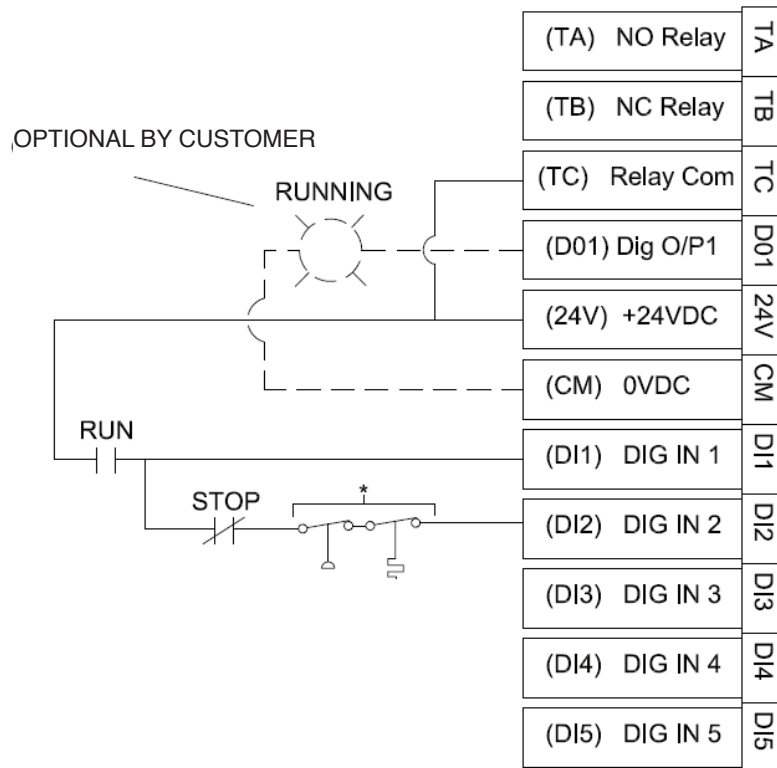 (TA) NO Relay TA
(TB) NC Relay TB
OPTIONAL BY CUSTOMER
(TC) Relay Com TC
RUNNING
(D01) Dig O/P1 D01
(24V) +24VDC 24V
(CM) 0VDC CM
RUN
(DI1) DIG IN 1 DI1
STOP
*
(DI2) DIG IN 2 DI2
(DI3) DIG IN 3 DI3
(DI4) DIG IN 4 DI4
(DI5) DIG IN 5 DI5